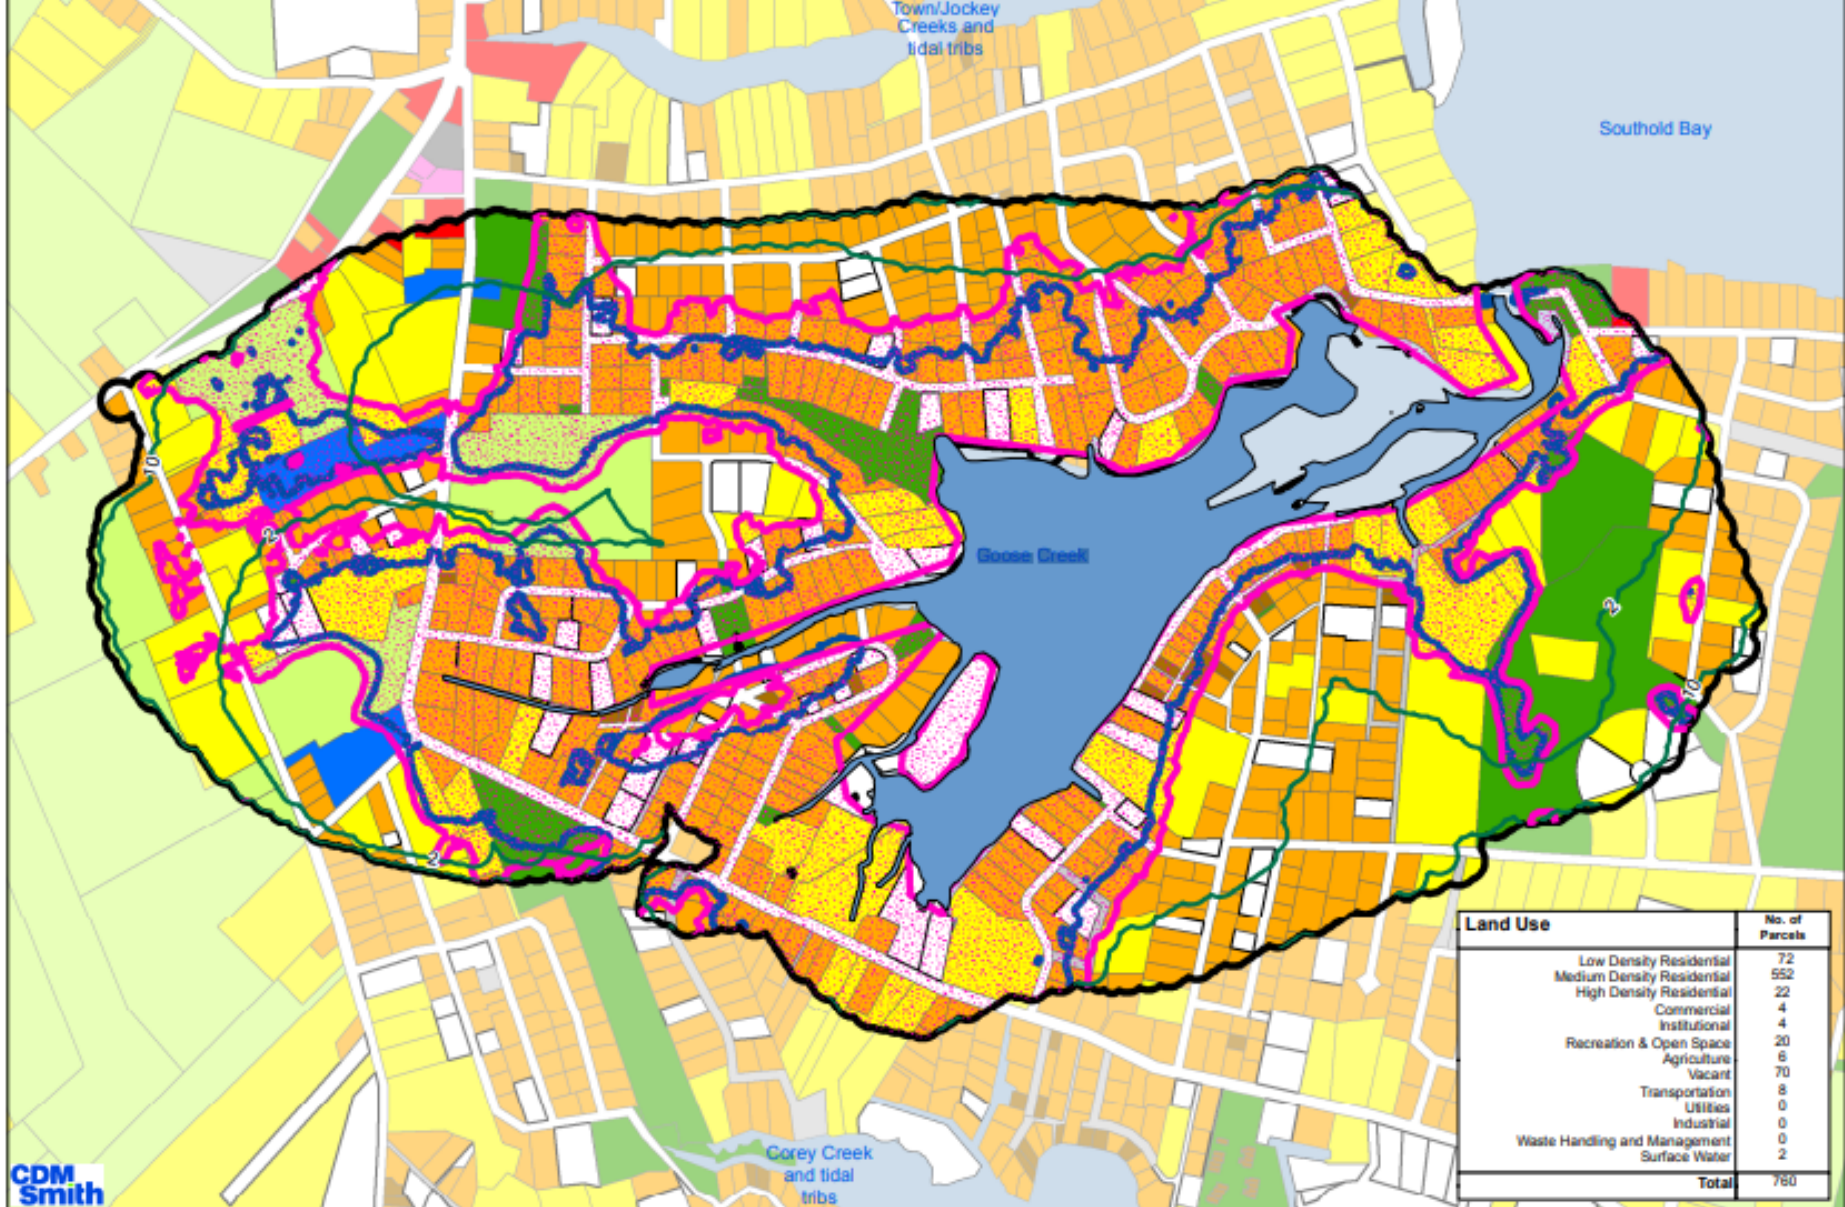 Town/Jockey
Creeks and
tidal tribs
Southold Bay
10
2
Goose Creek
2
10
2
Land Use
No. of
Parcels
Low Density Residential 72
Medium Density Residential 552
High Density Residential 22
Commercial 4
Institutional 4
Recreation & Open Space 20
Agriculture 6
Vacant 70
Transportation 8
Utilities 0
Industrial 0
Waste Handling and Management 0
Surface Water 2
Total 760
Corey Creek
and tidal
tribs
CDM
Smith